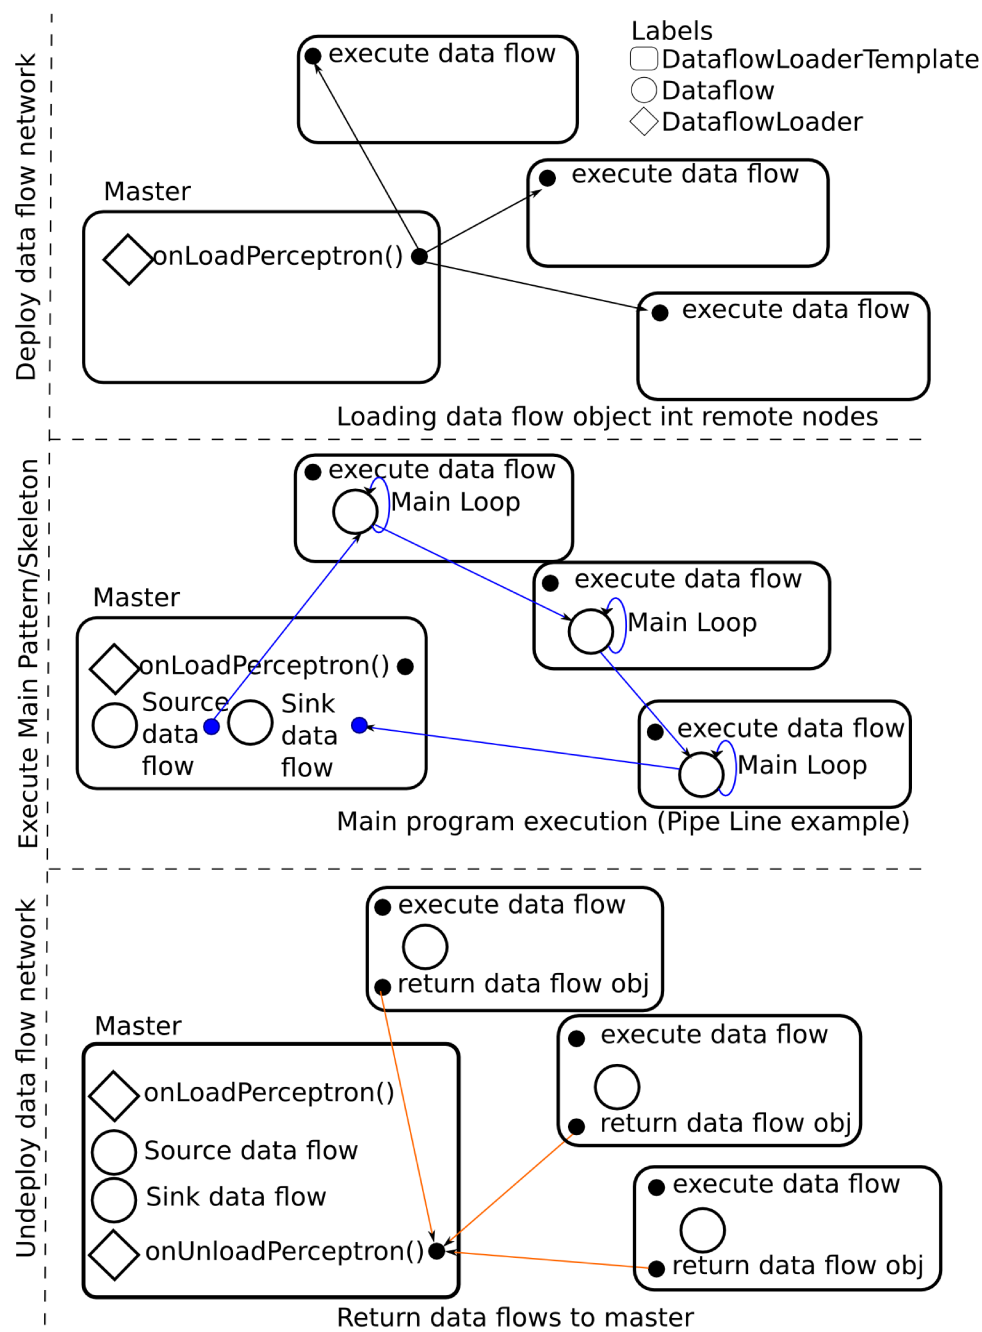 Labels
DataflowLoaderTemplate
Dataflow
DataflowLoader
Deploy data flow network
execute data flow
execute data flow
Master
onLoadPerceptron()
execute data flow
Loading data flow object int remote nodes
Execute Main Pattern/Skeleton
execute data flow
Main Loop
execute data flow
Main Loop
Master
onLoadPerceptron()
Source
data
flow
Sink
data
flow
execute data flow
Main Loop
Main program execution (Pipe Line example)
Undeploy data flow network
execute data flow
return data flow obj
Master
execute data flow
return data flow obj
onLoadPerceptron()
Source data flow
Sink data flow
onUnloadPerceptron()
execute data flow
return data flow obj
Return data flows to master